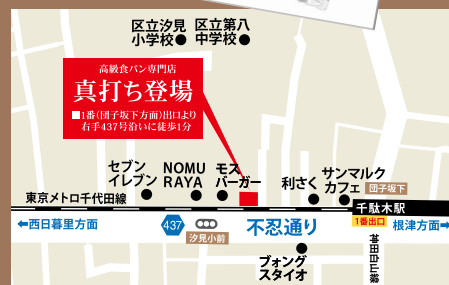 区立汐見
小学校
区立第八
中学校
高級食パン専門店
真打ち登場
■1番(団子坂下方面)出口より
右手437号沿いに徒歩1分
セブン
イレブン
NOMU
RAYA
モス
バーガー
利さく
サンマルク
カフェ
団子坂下
東京メトロ千代田線
千駄木駅
1番出口
←西日暮里方面
437
汐見小前
不忍通り
根津方面→
ブォング
スタイオ
神田白山線